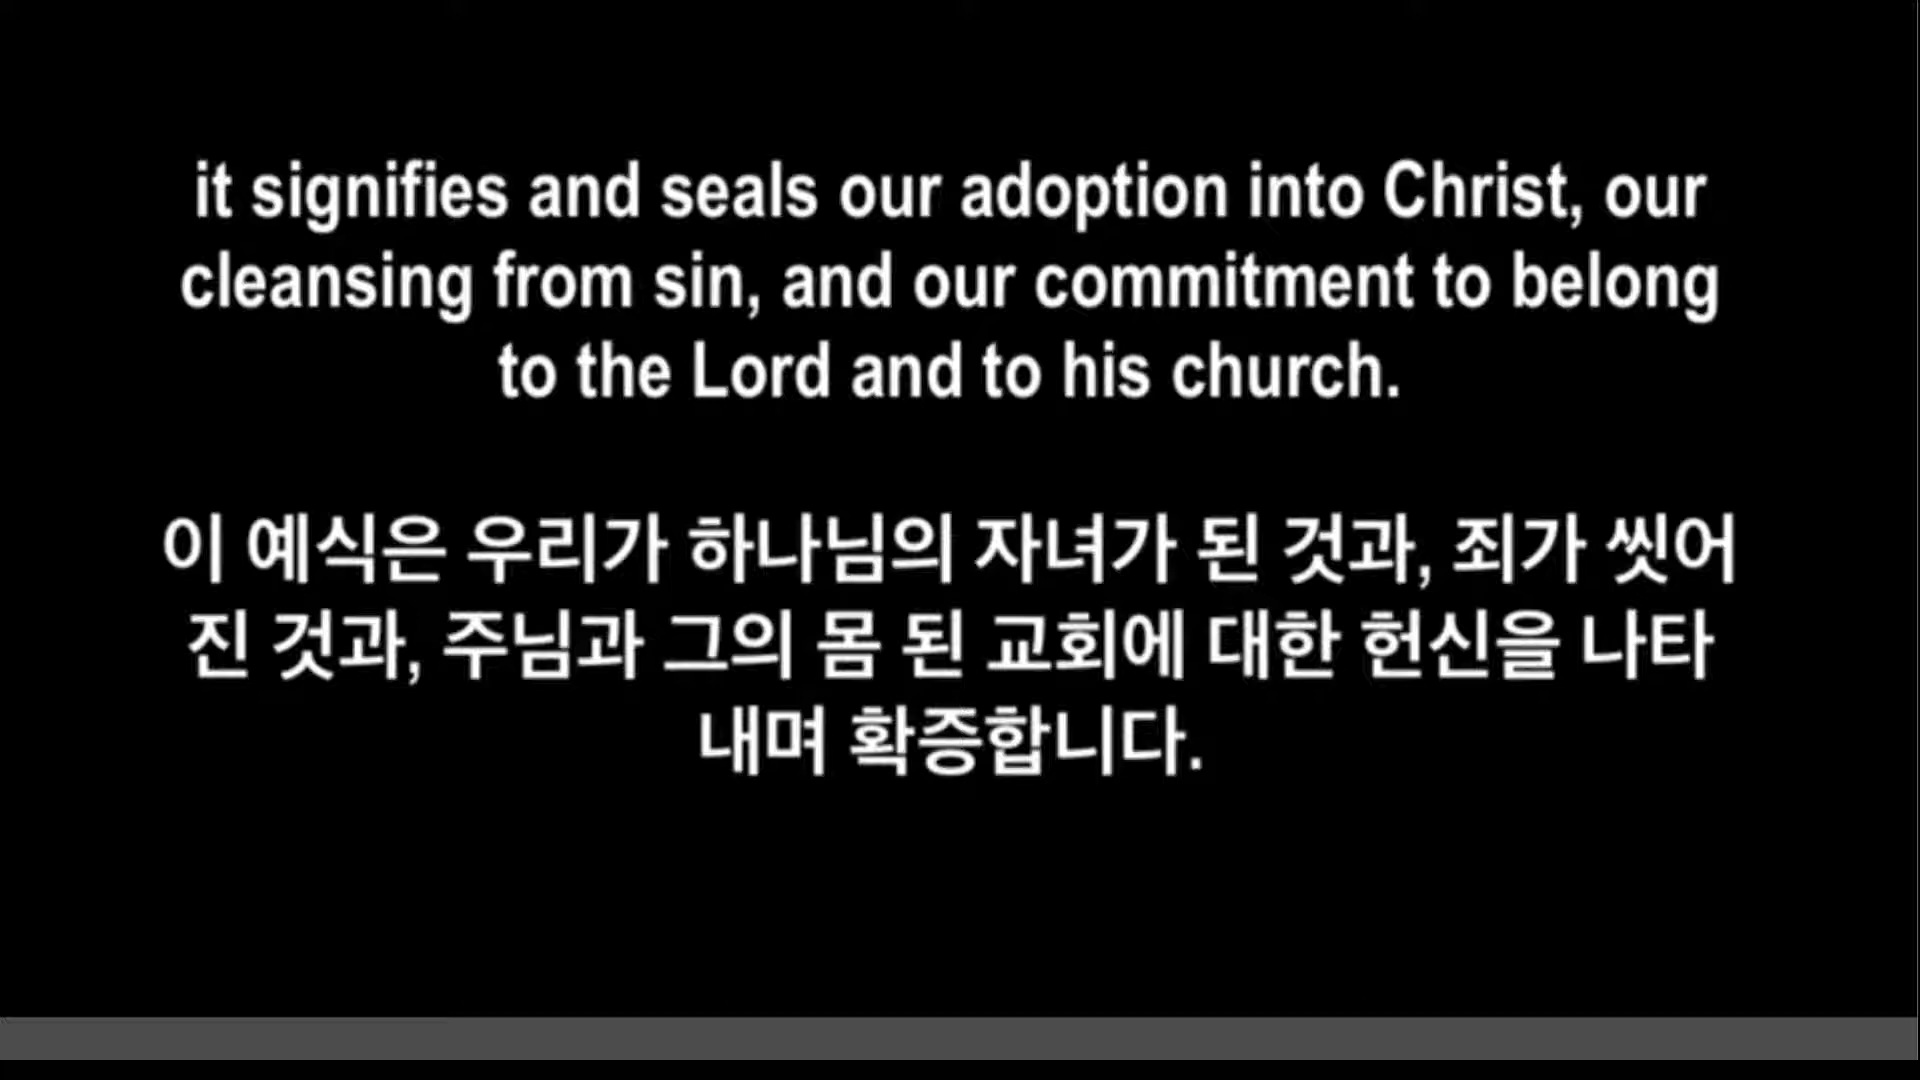 it signifies and seals our adoption into Christ, our
cleansing from sin, and our commitment to belong
to the Lord and to his church.
이 예식은 우리가 하나님의 자녀가 된 것과, 죄가 씻어
진 것과, 주님과 그의 몸 된 교회에 대한 헌신을 나타
내며 확증합니다.